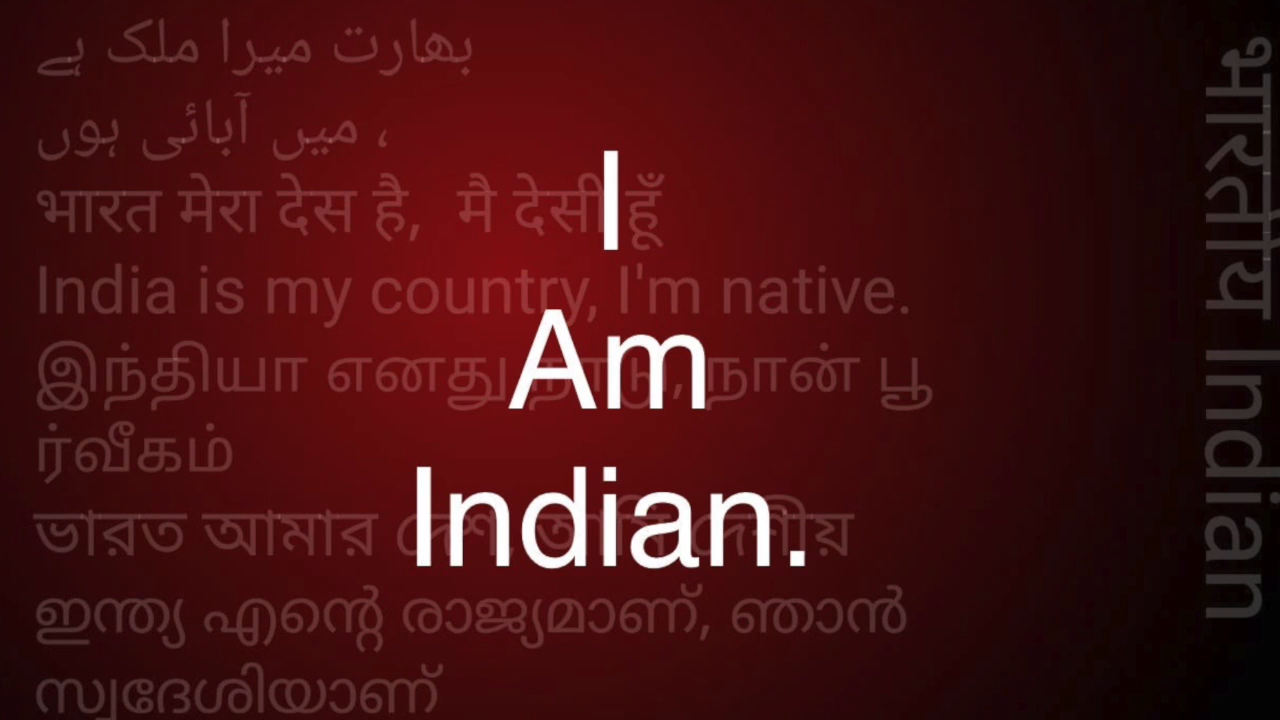 بھارت میرا ملک ہے
، میں آبائی ہوں
भारत मेरा देस है, मै देसी हूँ
India is my country, I'm native.
இந்தியா எனது நாடு, நான் பூ
ர்வீகம்
ভারত আমার দেশ, আমি দেশীয়
ഇന്ത്യ എന്റെ രാജ്യമാണ്, ഞാൻ
സ്വദേശിയാണ്
I
Am
Indian.
भारतीय Indian